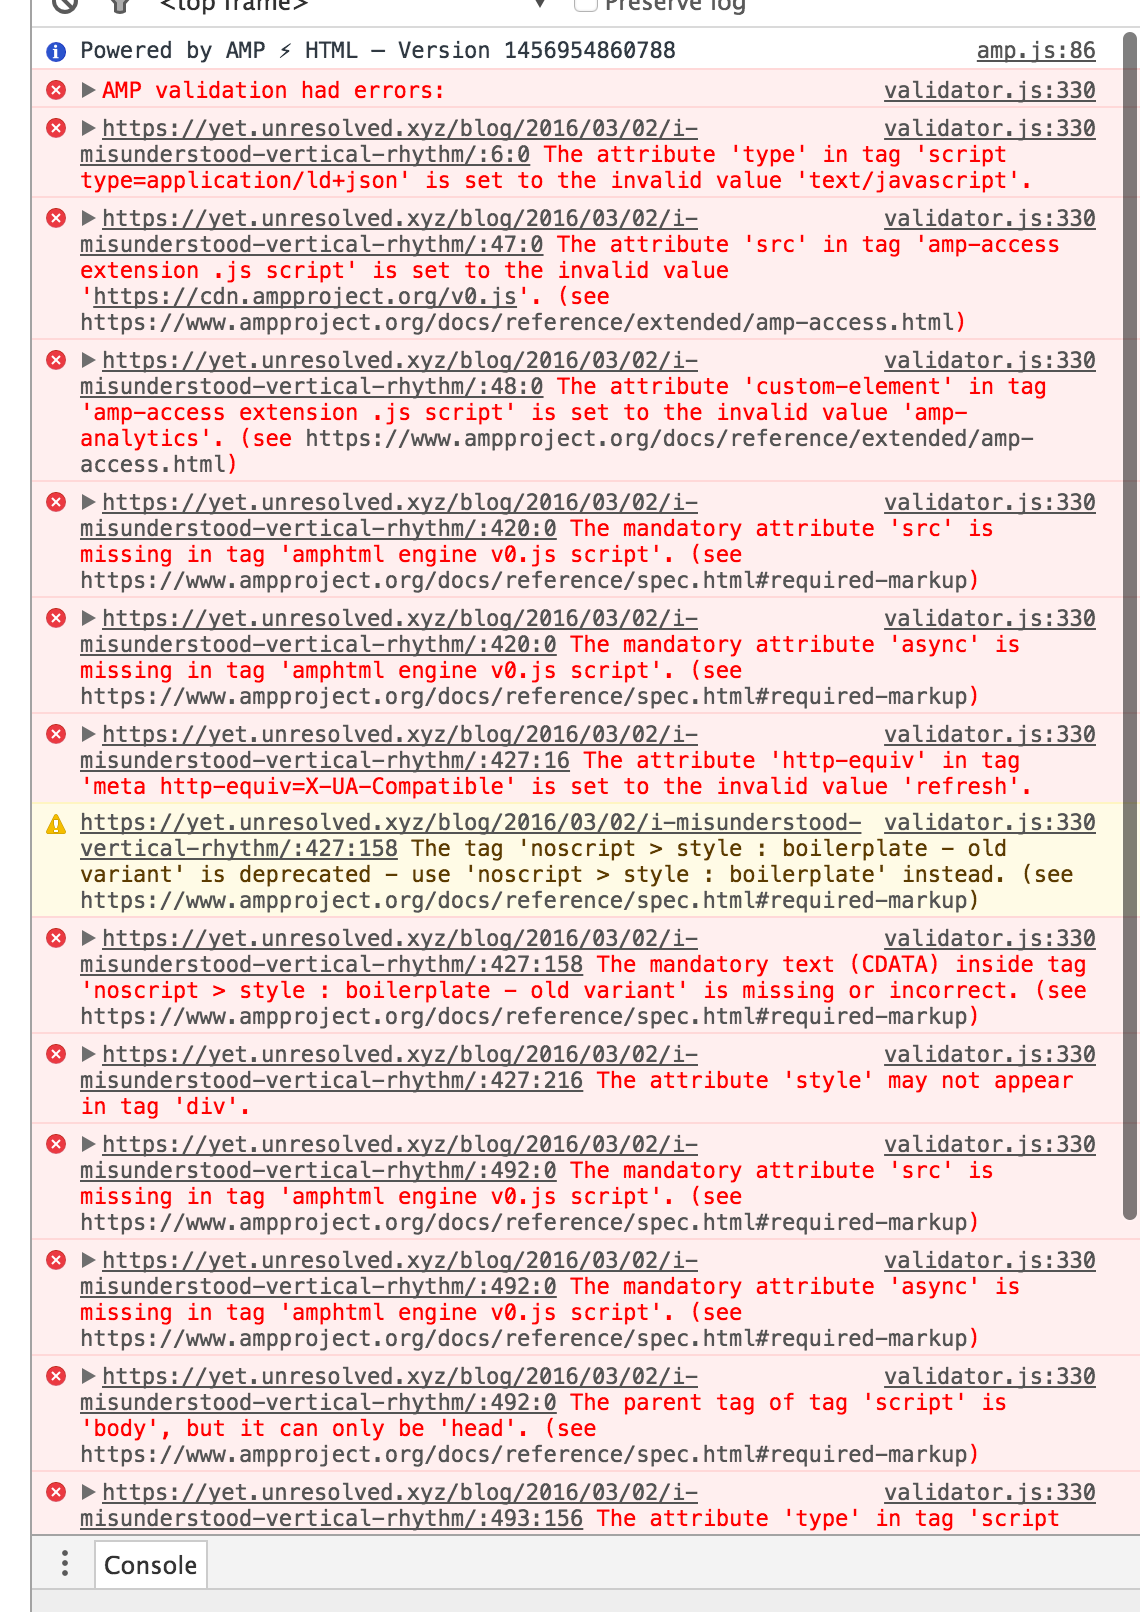 <top frame> ▼ Preserve log
Powered by AMP ⚡ HTML – Version 1456954860788 amp.js:86
AMP validation had errors: validator.js:330
https://yet.unresolved.xyz/blog/2016/03/02/i- validator.js:330
misunderstood-vertical-rhythm/:6:0 The attribute 'type' in tag 'script
type=application/ld+json' is set to the invalid value 'text/javascript'.
https://yet.unresolved.xyz/blog/2016/03/02/i- validator.js:330
misunderstood-vertical-rhythm/:47:0 The attribute 'src' in tag 'amp-access
extension .js script' is set to the invalid value
'https://cdn.ampproject.org/v0.js'. (see
https://www.ampproject.org/docs/reference/extended/amp-access.html)
https://yet.unresolved.xyz/blog/2016/03/02/i- validator.js:330
misunderstood-vertical-rhythm/:48:0 The attribute 'custom-element' in tag
'amp-access extension .js script' is set to the invalid value 'amp-
analytics'. (see https://www.ampproject.org/docs/reference/extended/amp-
access.html)
https://yet.unresolved.xyz/blog/2016/03/02/i- validator.js:330
misunderstood-vertical-rhythm/:420:0 The mandatory attribute 'src' is
missing in tag 'amphtml engine v0.js script'. (see
https://www.ampproject.org/docs/reference/spec.html#required-markup)
https://yet.unresolved.xyz/blog/2016/03/02/i- validator.js:330
misunderstood-vertical-rhythm/:420:0 The mandatory attribute 'async' is
missing in tag 'amphtml engine v0.js script'. (see
https://www.ampproject.org/docs/reference/spec.html#required-markup)
https://yet.unresolved.xyz/blog/2016/03/02/i- validator.js:330
misunderstood-vertical-rhythm/:427:16 The attribute 'http-equiv' in tag
'meta http-equiv=X-UA-Compatible' is set to the invalid value 'refresh'.
https://yet.unresolved.xyz/blog/2016/03/02/i-misunderstood- validator.js:330
vertical-rhythm/:427:158 The tag 'noscript > style : boilerplate - old
variant' is deprecated - use 'noscript > style : boilerplate' instead. (see
https://www.ampproject.org/docs/reference/spec.html#required-markup)
https://yet.unresolved.xyz/blog/2016/03/02/i- validator.js:330
misunderstood-vertical-rhythm/:427:158 The mandatory text (CDATA) inside tag
'noscript > style : boilerplate - old variant' is missing or incorrect. (see
https://www.ampproject.org/docs/reference/spec.html#required-markup)
https://yet.unresolved.xyz/blog/2016/03/02/i- validator.js:330
misunderstood-vertical-rhythm/:427:216 The attribute 'style' may not appear
in tag 'div'.
https://yet.unresolved.xyz/blog/2016/03/02/i- validator.js:330
misunderstood-vertical-rhythm/:492:0 The mandatory attribute 'src' is
missing in tag 'amphtml engine v0.js script'. (see
https://www.ampproject.org/docs/reference/spec.html#required-markup)
https://yet.unresolved.xyz/blog/2016/03/02/i- validator.js:330
misunderstood-vertical-rhythm/:492:0 The mandatory attribute 'async' is
missing in tag 'amphtml engine v0.js script'. (see
https://www.ampproject.org/docs/reference/spec.html#required-markup)
https://yet.unresolved.xyz/blog/2016/03/02/i- validator.js:330
misunderstood-vertical-rhythm/:492:0 The parent tag of tag 'script' is
'body', but it can only be 'head'. (see
https://www.ampproject.org/docs/reference/spec.html#required-markup)
https://yet.unresolved.xyz/blog/2016/03/02/i- validator.js:330
misunderstood-vertical-rhythm/:493:156 The attribute 'type' in tag 'script
Console